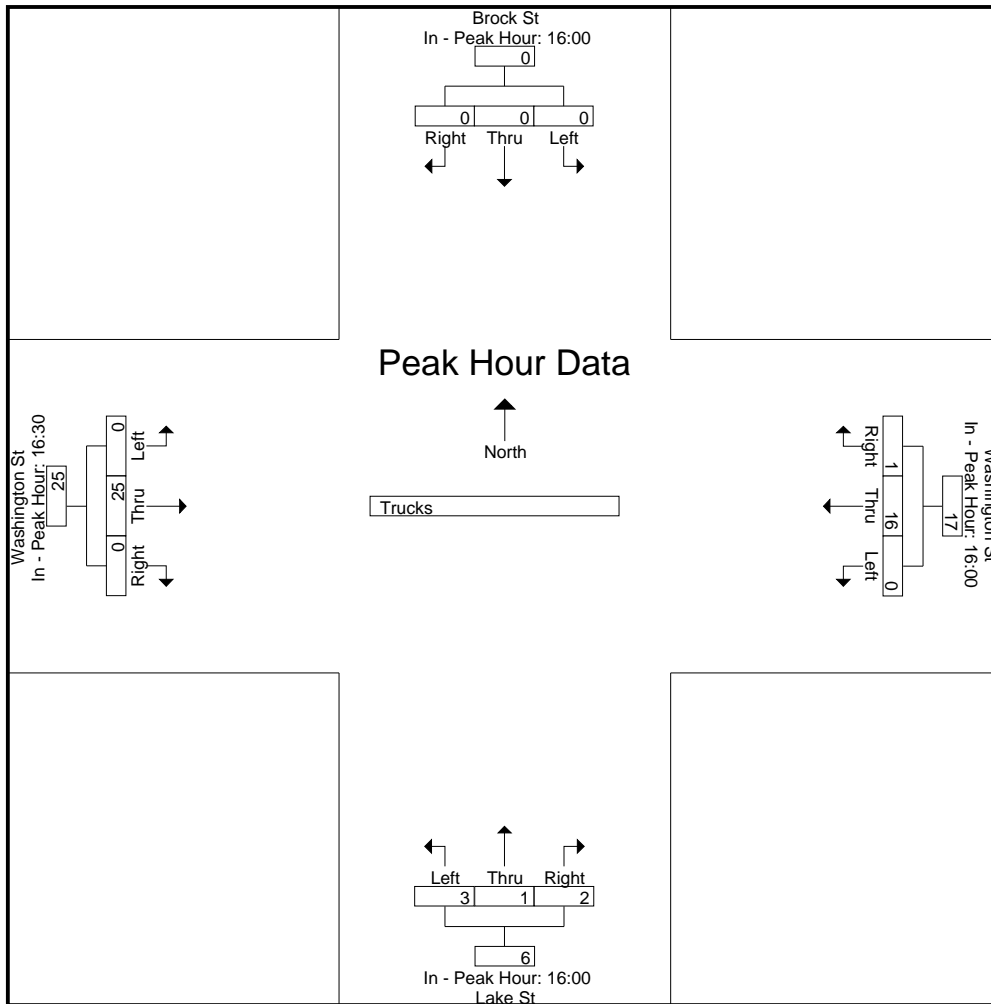 Brock St
In - Peak Hour: 16:00
0
0 0 0
Right Thru Left
Peak Hour Data
North
Trucks
Washington St
In - Peak Hour: 16:30
25
0 25 0
Left Thru Right
Right Thru Left
1 16 0
17
In - Peak Hour: 16:00
Washington St
Left Thru Right
3 1 2
6
In - Peak Hour: 16:00
Lake St